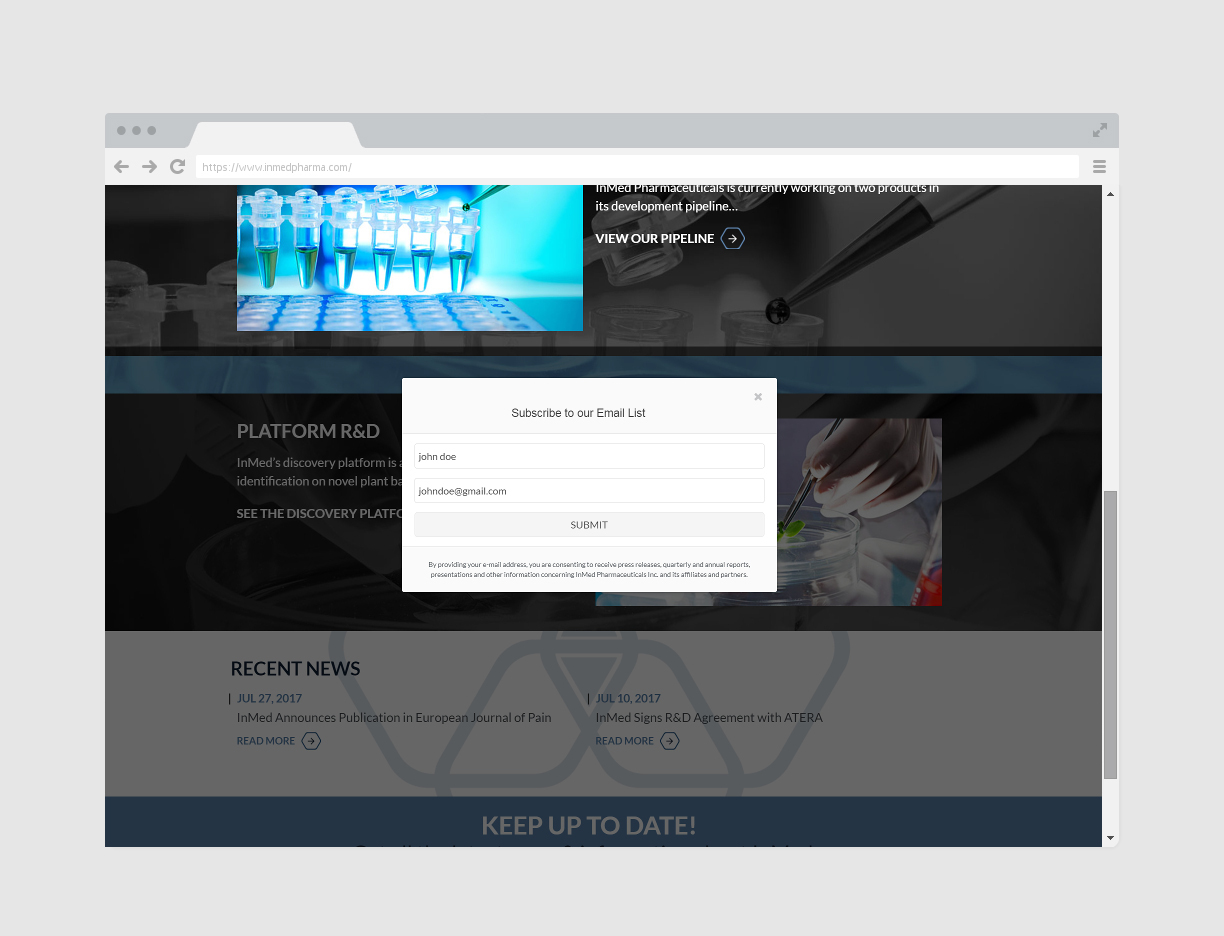 https://www.inmedpharma.com/
InMed Pharmaceuticals is currently working on two products in
its development pipeline...
VIEW OUR PIPELINE
Subscribe to our Email List
john doe
johndoe@gmail.com
SUBMIT
By providing your e-mail address, you are consenting to receive press releases, quarterly and annual reports,
presentations and other information concerning InMed Pharmaceuticals Inc. and its affiliates and partners.
PLATFORM R&D
InMed's discovery platform is
identification on novel plant
SEE THE DISCOVERY
RECENT NEWS
JUL 27, 2017
InMed Announces Publication in European Journal of Pain
READ MORE
JUL 10, 2017
InMed Signs R&D Agreement with ATERA
READ MORE
KEEP UP TO DATE!